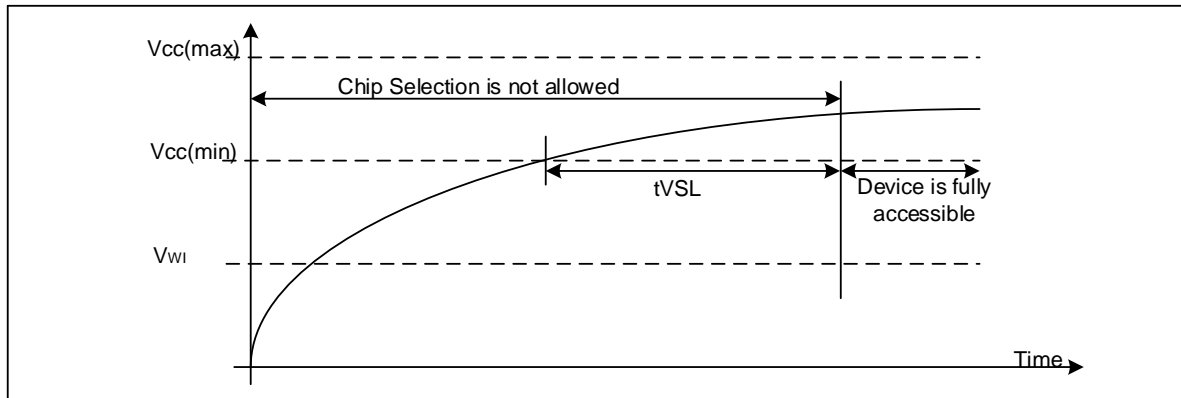 Vcc(max)
Chip Selection is not allowed
Vcc(min)
tVSL
Device is fully
accessible
VWI
Time